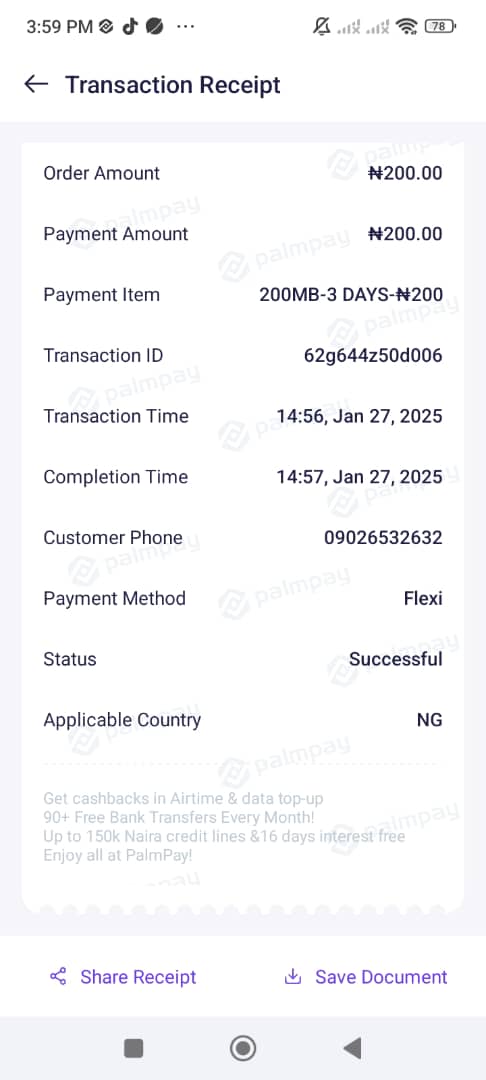 3:59 PM
78
Transaction Receipt
Order Amount ₦200.00
Payment Amount ₦200.00
Payment Item 200MB-3 DAYS-₦200
Transaction ID 62g644z50d006
Transaction Time 14:56, Jan 27, 2025
Completion Time 14:57, Jan 27, 2025
Customer Phone 09026532632
Payment Method Flexi
Status Successful
Applicable Country NG
Get cashbacks in Airtime & data top-up
90+ Free Bank Transfers Every Month!
Up to 150k Naira credit lines &16 days interest free
Enjoy all at PalmPay!
palmpay
Share Receipt Save Document